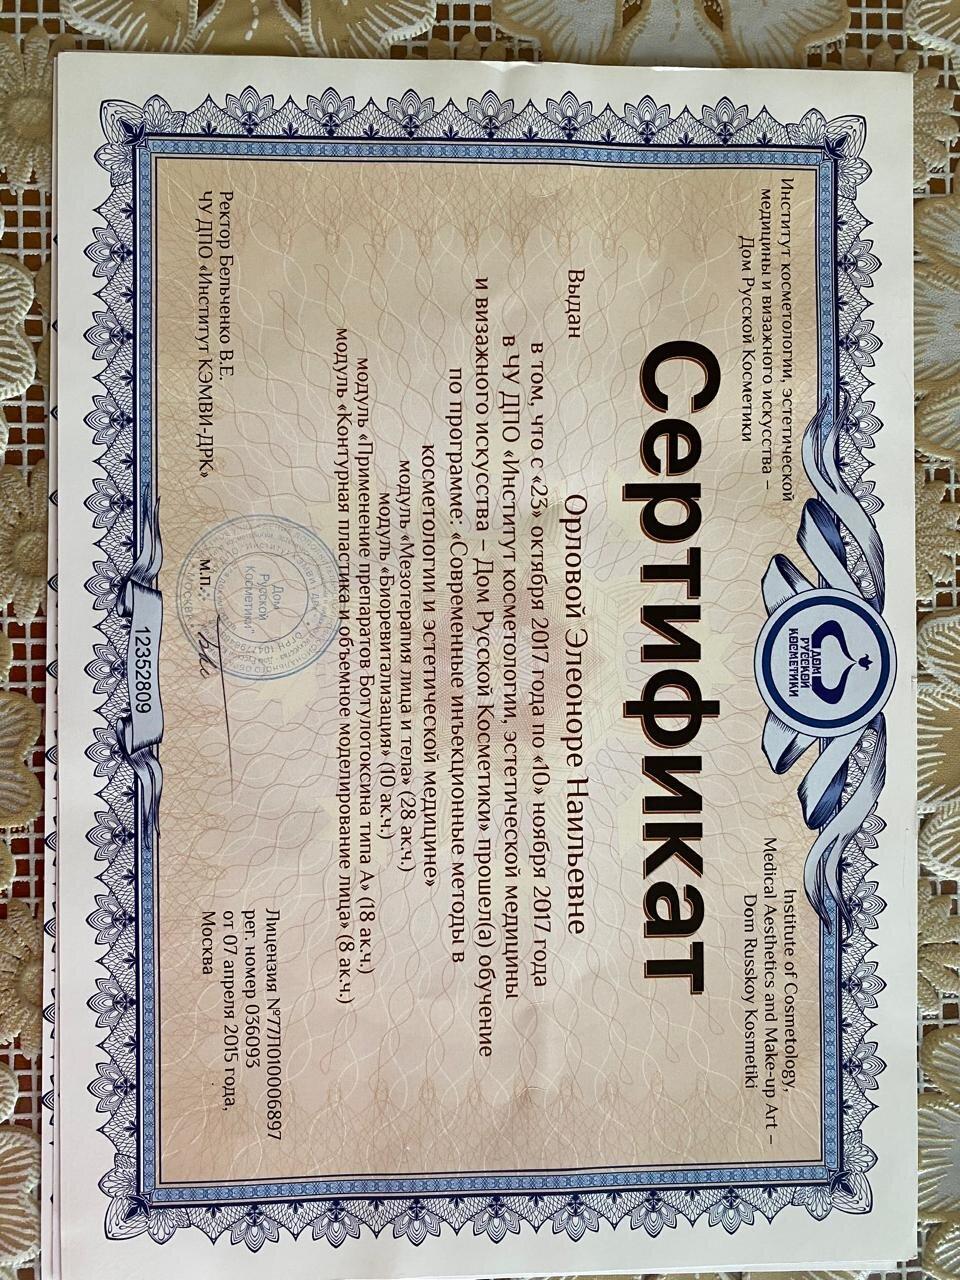 Институт косметологии, эстетической
медицины и визажного искусства –
Дом Русской Косметики
ДОМ
РУССКОЙ
КОСМЕТИКИ
Institute of Cosmetology,
Medical Aesthetics and Make-up Art –
Dom Russkoy Kosmetiki
Сертификат
Выдан
Орловой Элеоноре Наильевне
в том, что с «23» октября 2017 года по «10» ноября 2017 года
в ЧУ ДПО «Институт косметологии, эстетической медицины
и визажного искусства – Дом Русской Косметики» прошел(а) обучение
по программе: «Современные инъекционные методы в
косметологии и эстетической медицине»
модуль «Мезотерапия лица и тела» (28 ак.ч.)
модуль «Биоревитализация» (10 ак.ч.)
модуль «Применение препаратов Ботулотоксина типа А» (18 ак.ч.)
модуль «Контурная пластика и объемное моделирование лица» (8 ак.ч.)
Ректор Бельченко В.Е.
ЧУ ДПО «Институт КЭМВИ-ДРК»
м.п.
Дом
Русской
Косметики
Лицензия №77Л010006897
рег. номер 036093
от 07 апреля 2015 года,
Москва
12352809